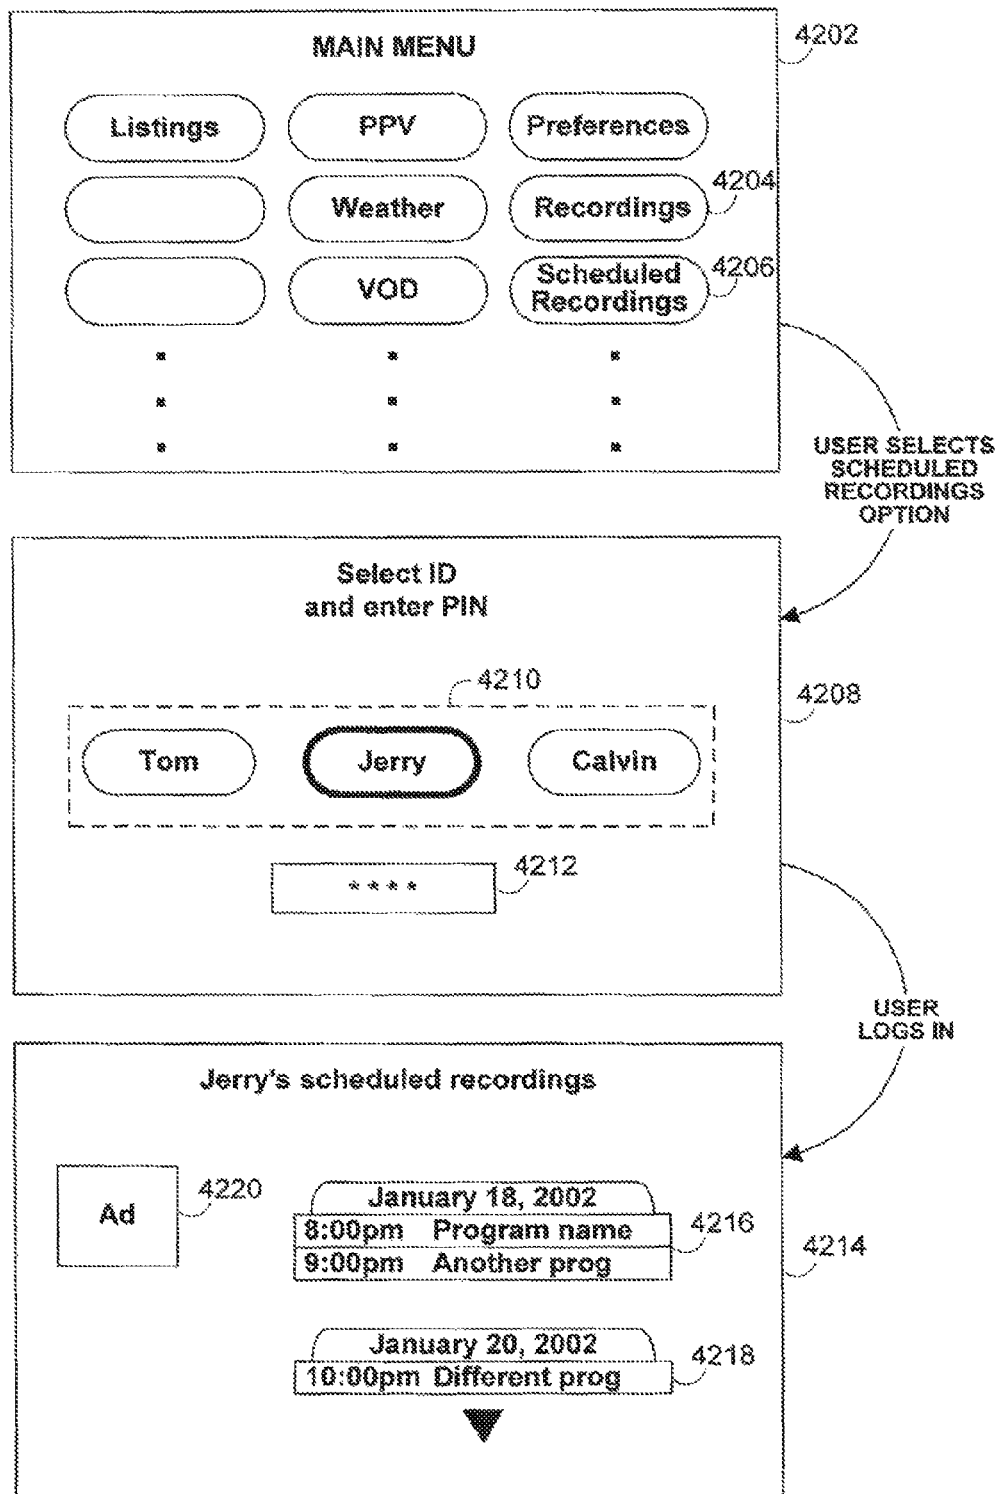 MAIN MENU
4202
Listings
PPV
Preferences
4204
Weather
Recordings
4206
VOD
Scheduled
Recordings
USER SELECTS
SCHEDULED
RECORDINGS
OPTION
Select ID
and enter PIN
4210
4208
Tom
Jerry
Calvin
4212
* * * *
USER
LOGS IN
Jerry's scheduled recordings
Ad
4220
January 18, 2002
8:00pm Program name
4216
9:00pm Another prog
4214
January 20, 2002
10:00pm Different prog
4218